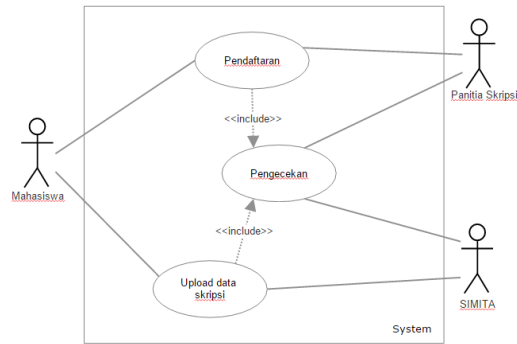 Pendaftaran
Panitia Skripsi
<<include>>
Pengecekan
Mahasiswa
<<include>>
Upload data
skripsi
SIMITA
System